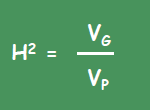 H² = V_G / V_P